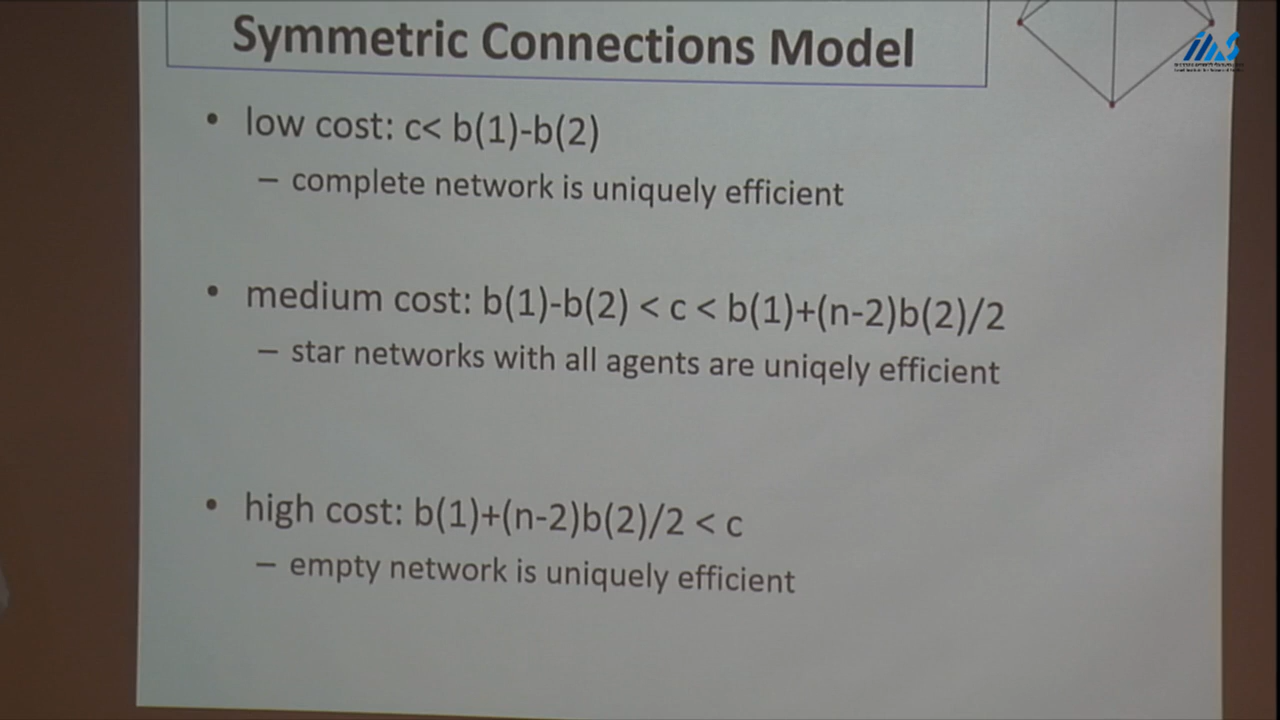 Symmetric Connections Model
• low cost: c< b(1)-b(2)
– complete network is uniquely efficient
• medium cost: b(1)-b(2) < c < b(1)+(n-2)b(2)/2
– star networks with all agents are uniqely efficient
• high cost: b(1)+(n-2)b(2)/2 < c
– empty network is uniquely efficient